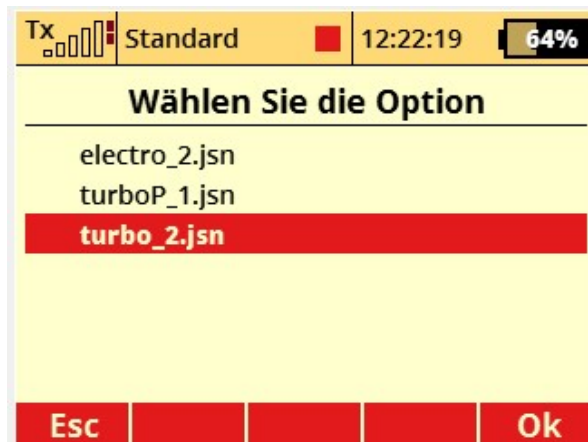 Tx Standard 12:22:19 64%
Wählen Sie die Option
electro_2.jsn
turboP_1.jsn
turbo_2.jsn
Esc Ok